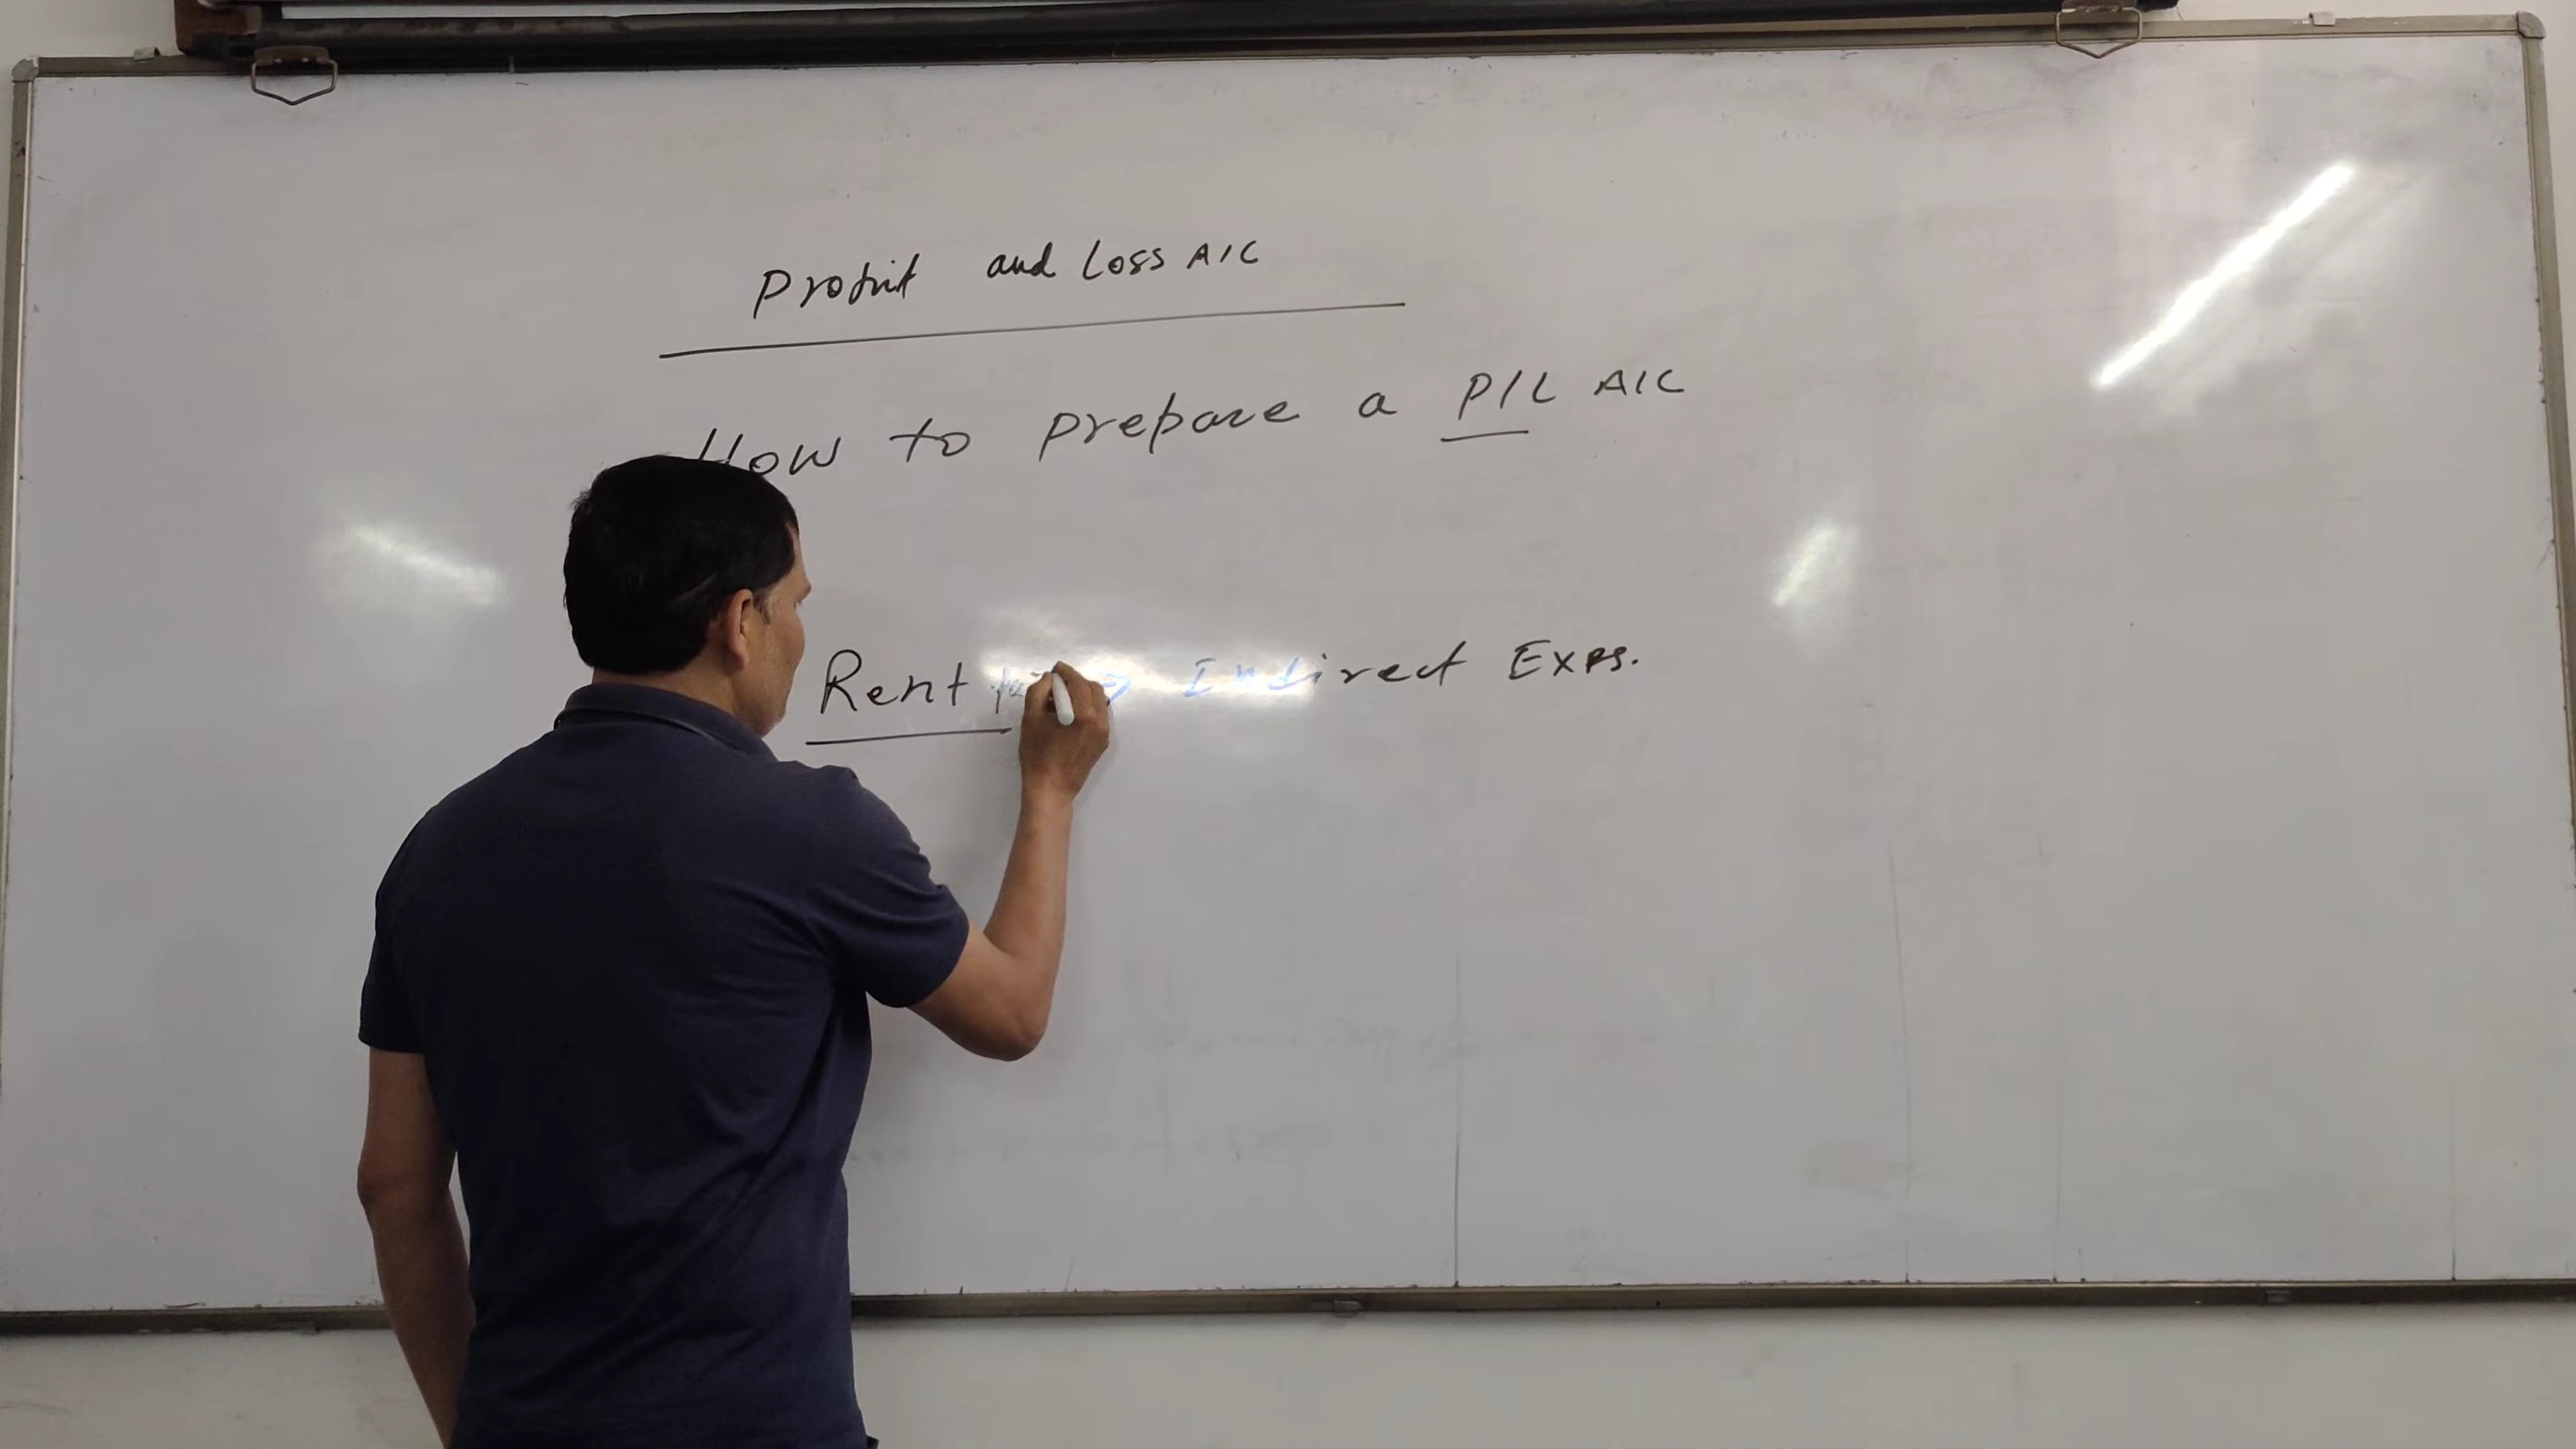 Profit and Loss A/C
How to prepare a P/L A/C
Rent → Indirect Exps.